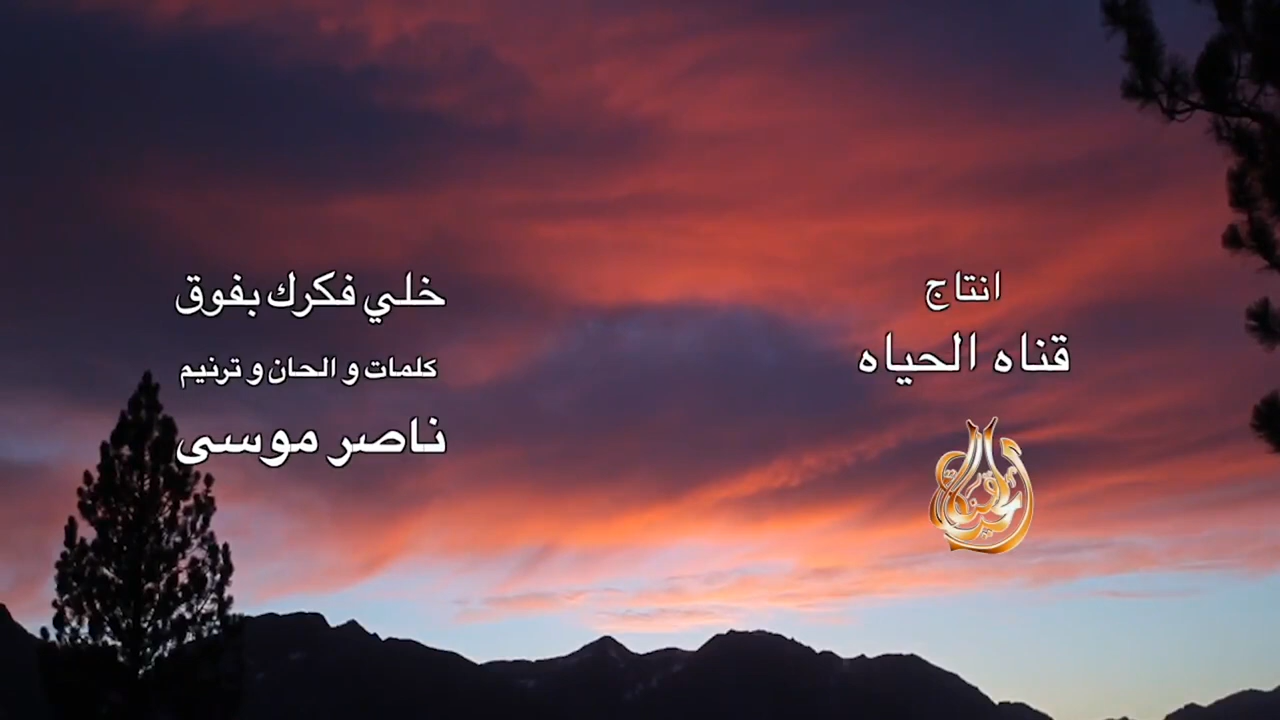 انتاج
قناه الحياه
خلي فكرك بفوق
كلمات و الحان و ترنيم
ناصر موسى